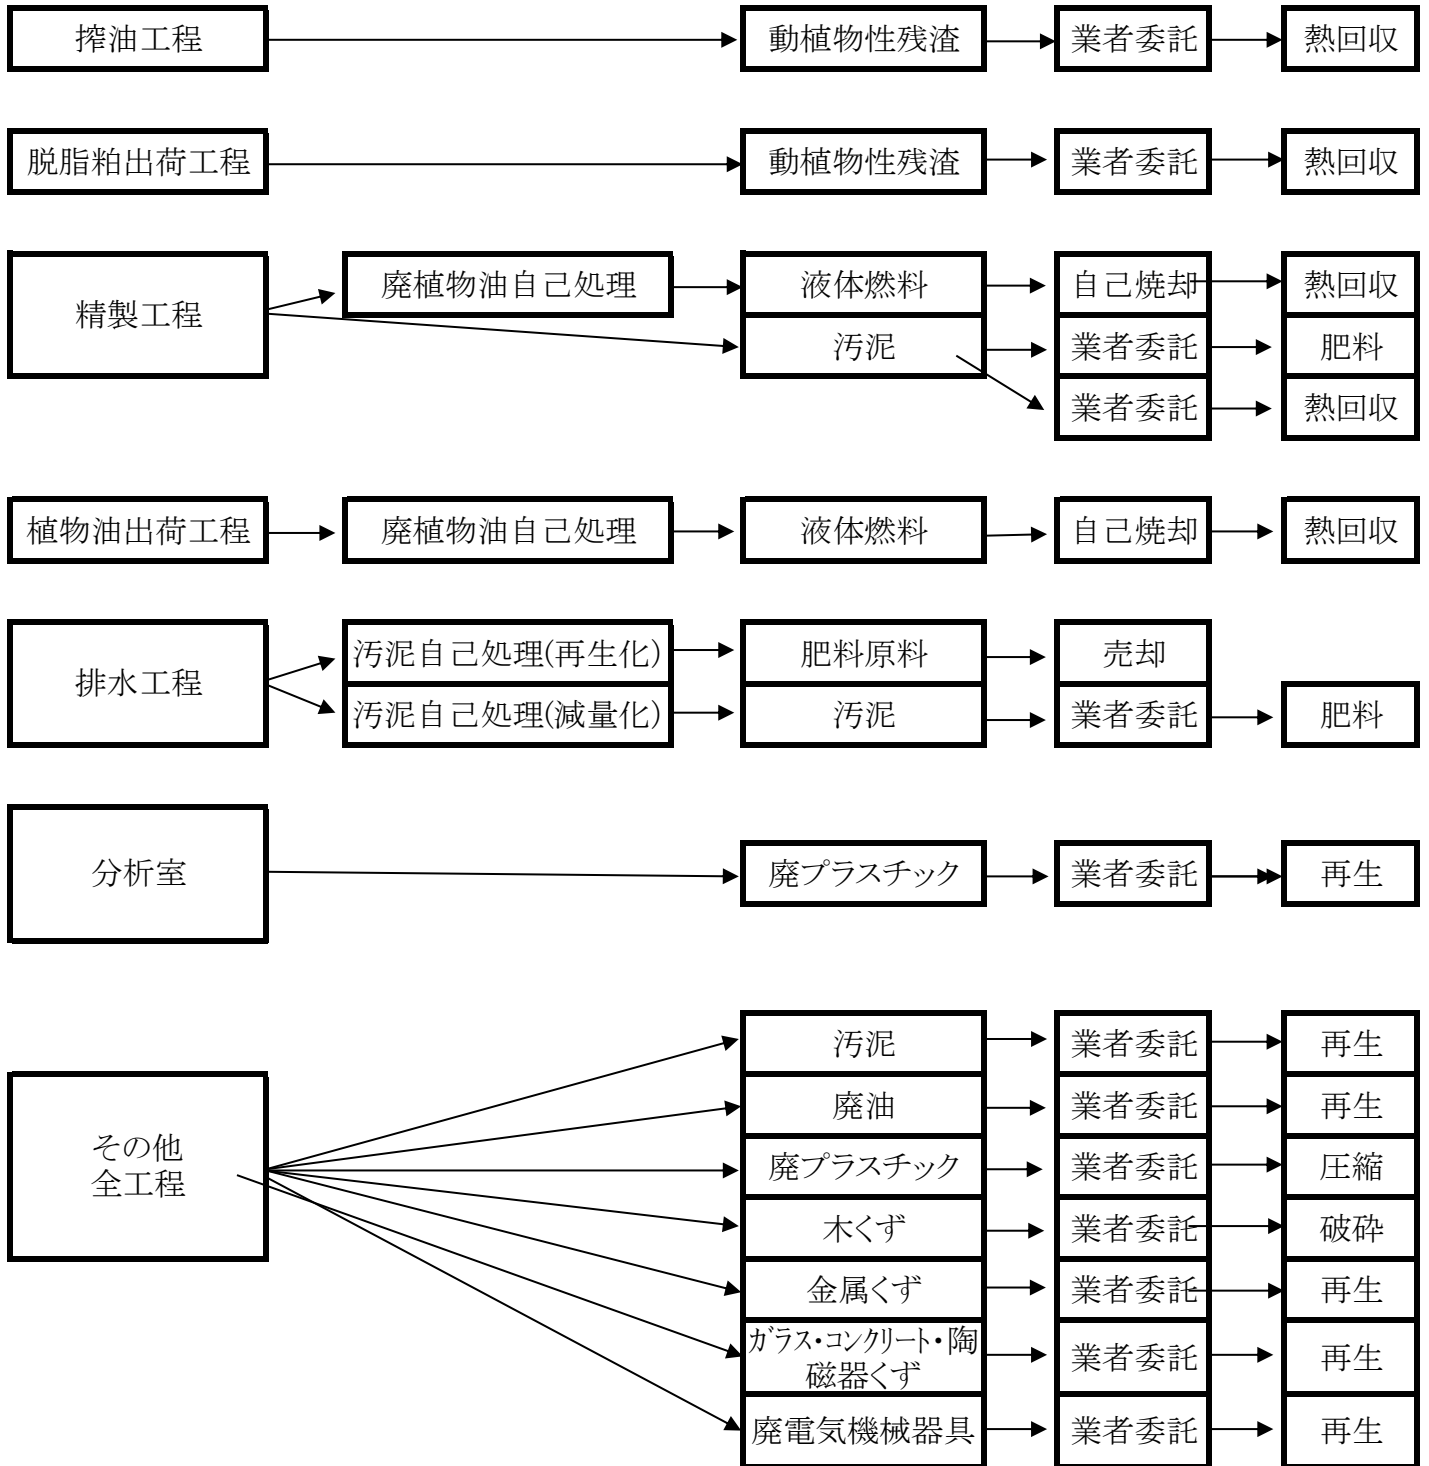 搾油工程
動植物性残渣
業者委託
熱回収
脱脂粕出荷工程
動植物性残渣
業者委託
熱回収
精製工程
廃植物油自己処理
液体燃料
自己焼却
熱回収
汚泥
業者委託
肥料
業者委託
熱回収
植物油出荷工程
廃植物油自己処理
液体燃料
自己焼却
熱回収
排水工程
汚泥自己処理(再生化)
肥料原料
売却
汚泥自己処理(減量化)
汚泥
業者委託
肥料
分析室
廃プラスチック
業者委託
再生
その他
全工程
汚泥
業者委託
再生
廃油
業者委託
再生
廃プラスチック
業者委託
圧縮
木くず
業者委託
破砕
金属くず
業者委託
再生
ガラス・コンクリート・陶
磁器くず
業者委託
再生
廃電気機械器具
業者委託
再生